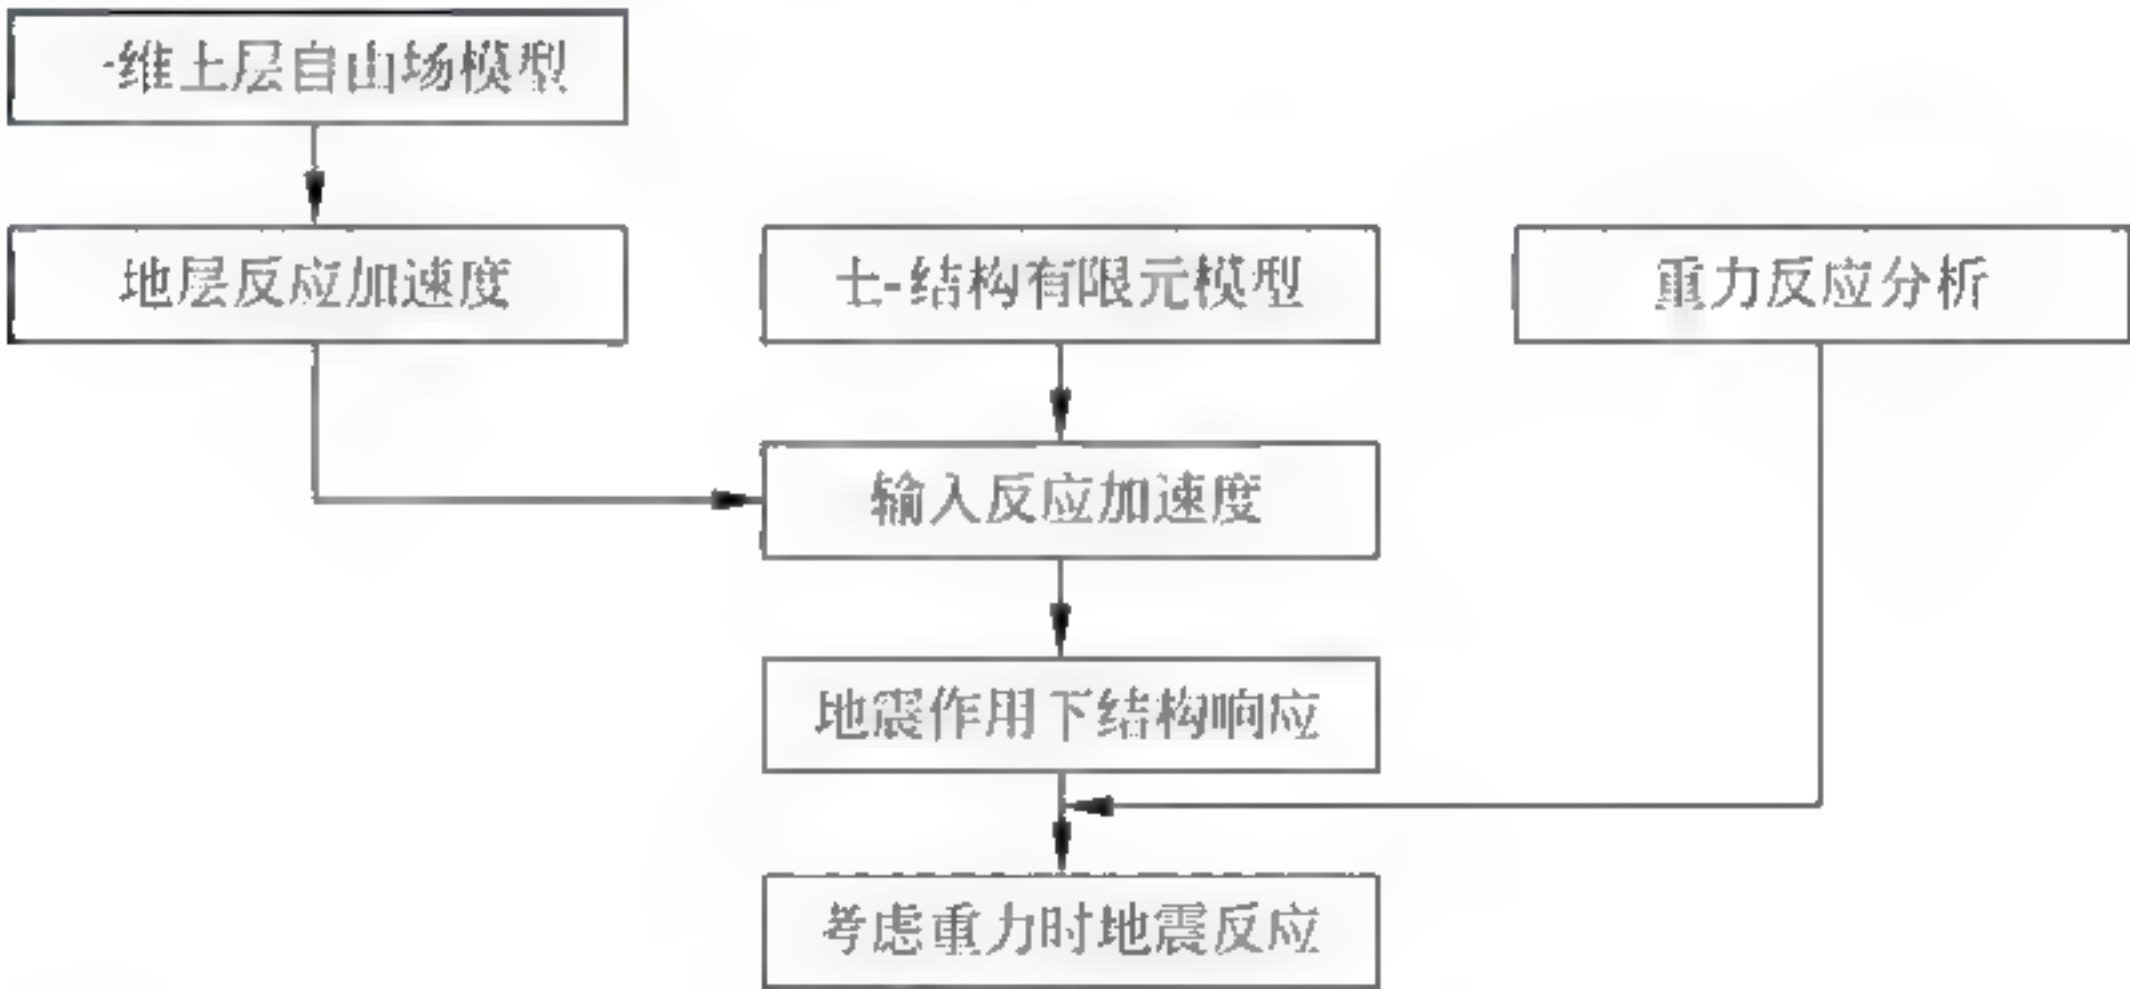 一维土层自由场模型
地层反应加速度
土-结构有限元模型
重力反应分析
输入反应加速度
地震作用下结构响应
考虑重力时地震反应